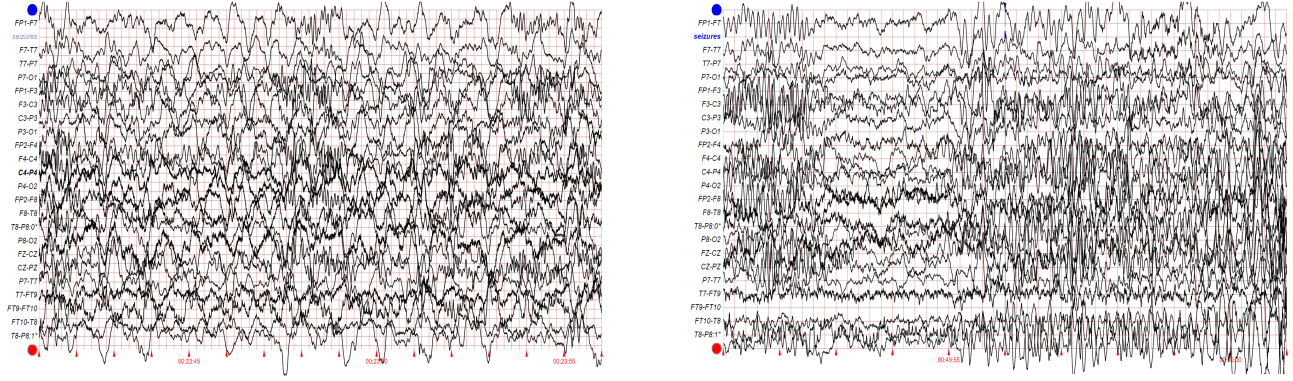 FP1-F7
seizures
F7-T7
T7-P7
P7-O1
FP1-F3
F3-C3
C3-P3
P3-O1
FP2-F4
F4-C4
C4-P4
P4-O2
FP2-F8
F8-T8
T8-P8:0"
P8-O2
FZ-CZ
CZ-PZ
P7-T7
T7-FT9
FT9-FT10
FT10-T8
T8-P8:1"
00:23:45
00:23:55
FP1-F7
seizures
F7-T7
T7-P7
P7-O1
FP1-F3
F3-C3
C3-P3
P3-O1
FP2-F4
F4-C4
C4-P4
P4-O2
FP2-F8
F8-T8
T8-P8:0"
P8-O2
FZ-CZ
CZ-PZ
P7-T7
T7-FT9
FT9-FT10
FT10-T8
T8-P8:1"
00:49:55